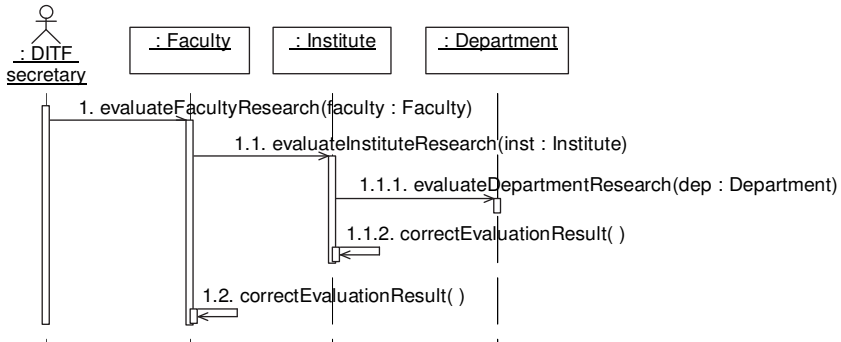 : DITF
secretary
: Faculty
: Institute
: Department
1. evaluateFacultyResearch(faculty : Faculty)
1.1. evaluateInstituteResearch(inst : Institute)
1.1.1. evaluateDepartmentResearch(dep : Department)
1.1.2. correctEvaluationResult( )
1.2. correctEvaluationResult( )